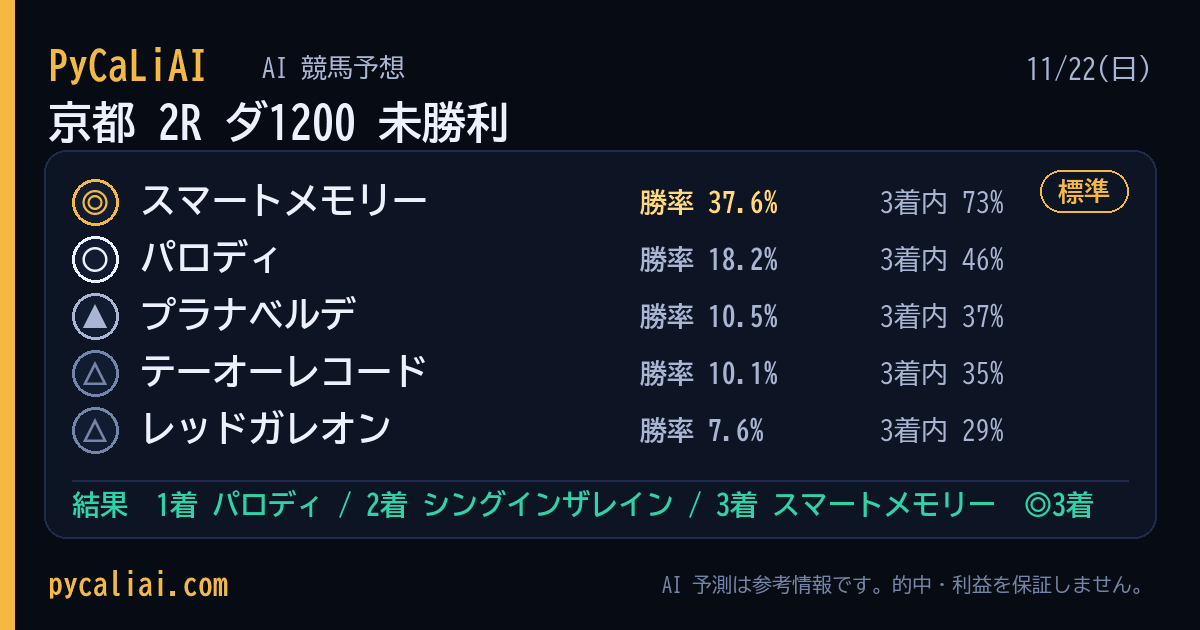 PyCaLiAI AI 競馬予想 11/22(日)
京都 2R ダ1200 未勝利
◎ スマートメモリー 勝率 37.6% 3着内 73% 標準
○ パロディ 勝率 18.2% 3着内 46%
▲ プラナベルデ 勝率 10.5% 3着内 37%
△ テーオーレコード 勝率 10.1% 3着内 35%
△ レッドガレオン 勝率 7.6% 3着内 29%
結果 1着 パロディ / 2着 シングインザレイン / 3着 スマートメモリー ◎3着
pycaliai.com AI 予測は参考情報です。的中・利益を保証しません。